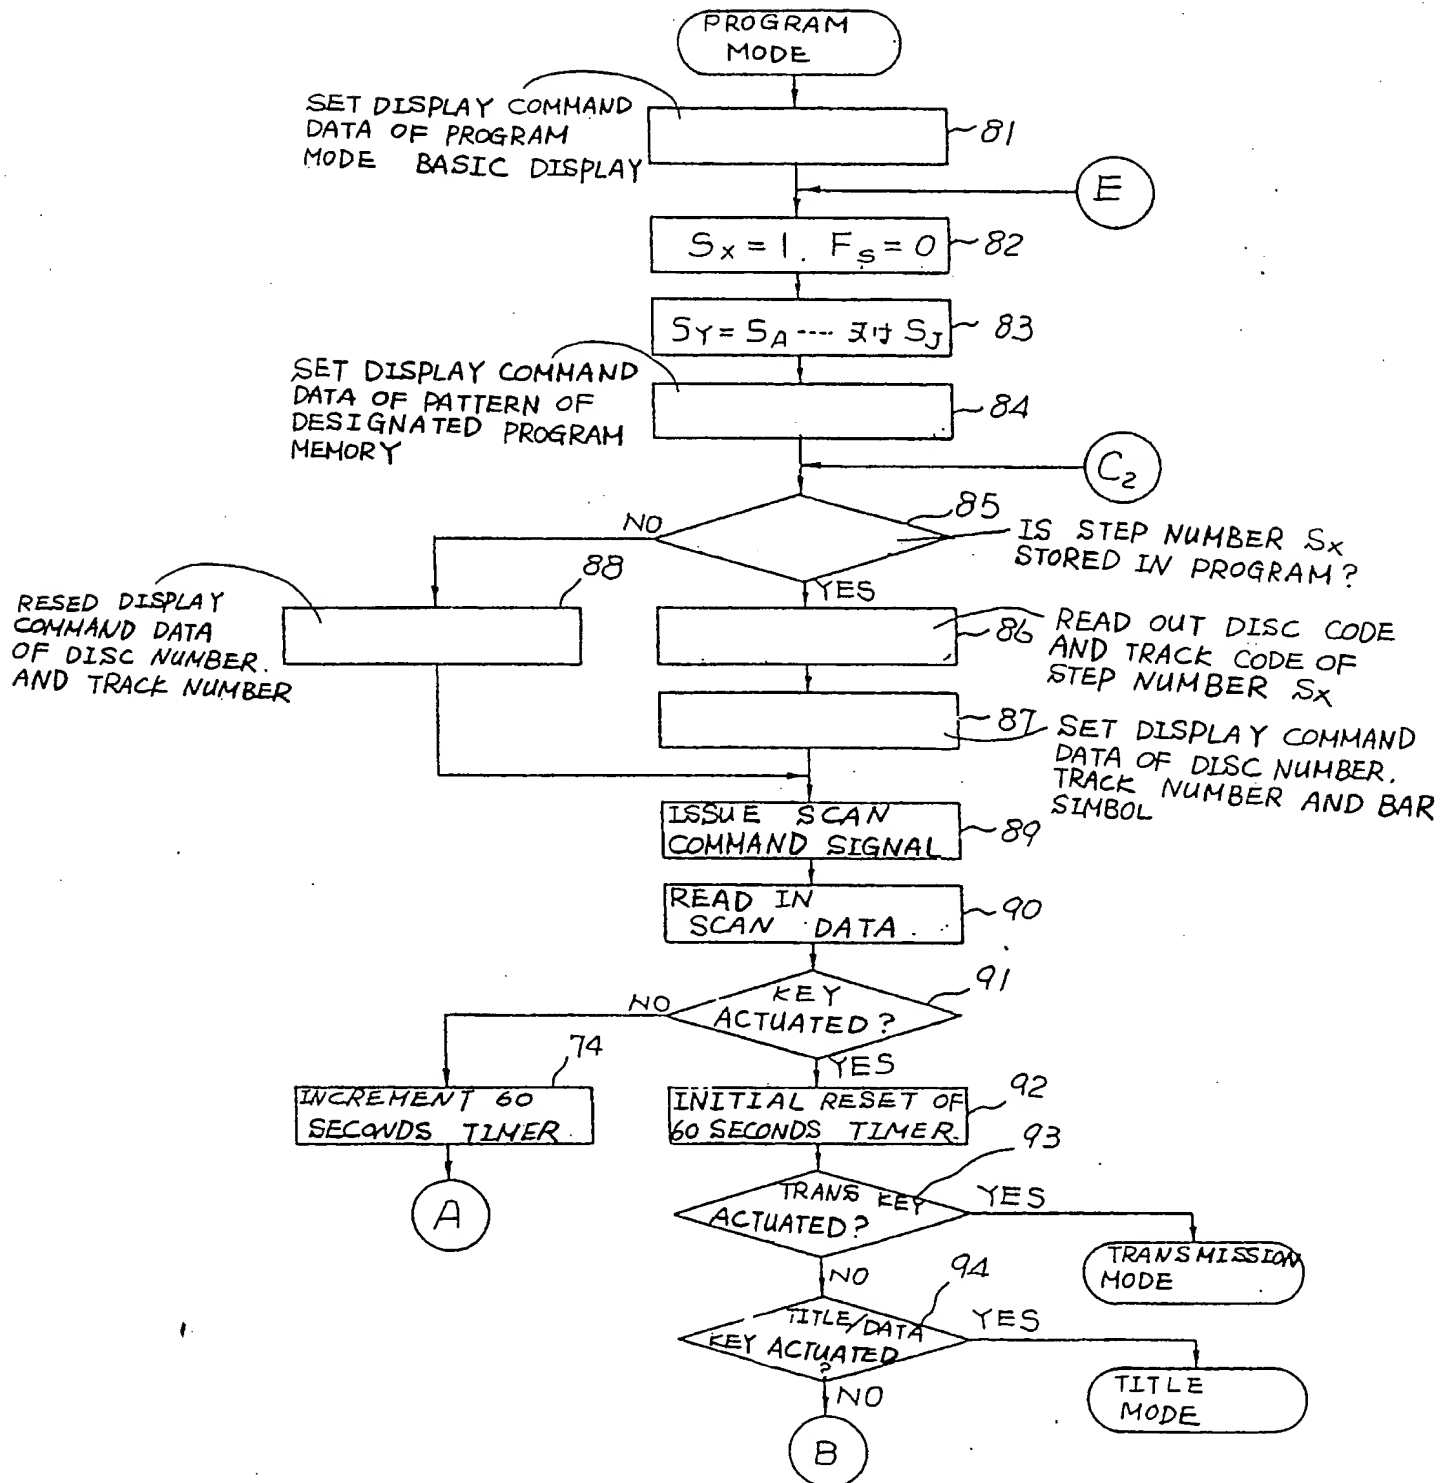 PROGRAM
MODE
SET DISPLAY COMMAND
DATA OF PROGRAM
MODE BASIC DISPLAY
81
E
Sx = 1. Fs = 0
82
SY = SA ---- 又は SJ
83
SET DISPLAY COMMAND
DATA OF PATTERN OF
DESIGNATED PROGRAM
MEMORY
84
C2
85
NO
IS STEP NUMBER Sx
STORED IN PROGRAM?
YES
88
RESED DISPLAY
COMMAND DATA
OF DISC NUMBER.
AND TRACK NUMBER
86
READ OUT DISC CODE
AND TRACK CODE OF
STEP NUMBER Sx
87
SET DISPLAY COMMAND
DATA OF DISC NUMBER.
TRACK NUMBER AND BAR
SIMBOL
ISSUE SCAN
COMMAND SIGNAL
89
READ IN
SCAN DATA.
90
91
NO
KEY
ACTUATED?
YES
74
INCREMENT 60
SECONDS TIMER.
INITIAL RESET OF
60 SECONDS TIMER.
92
93
A
TRANS KEY
ACTUATED?
YES
TRANSMISSION
MODE
NO
94
TITLE/DATA
KEY ACTUATED
?
YES
TITLE
MODE
NO
B